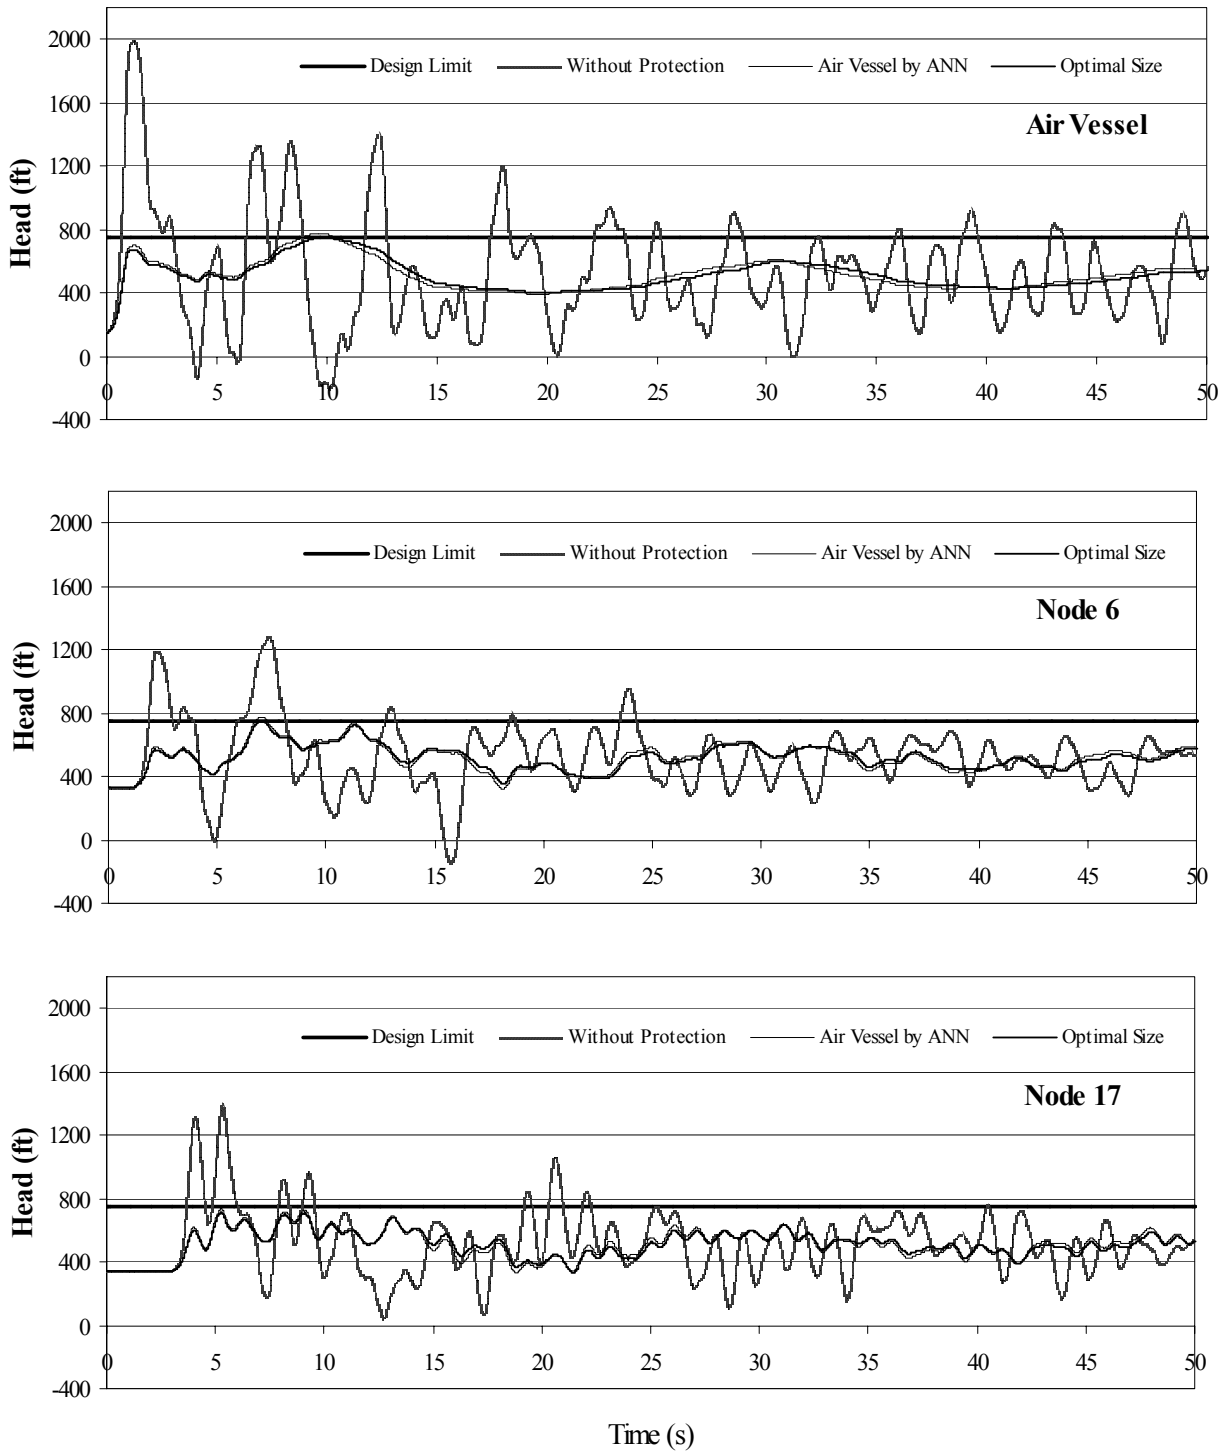 2000
Design Limit Without Protection Air Vessel by ANN Optimal Size
1600
Air Vessel
1200
Head (ft)
800
400
0
0 5 10 15 20 25 30 35 40 45 50
-400
2000
Design Limit Without Protection Air Vessel by ANN Optimal Size
1600
Node 6
1200
Head (ft)
800
400
0
0 5 10 15 20 25 30 35 40 45 50
-400
2000
Design Limit Without Protection Air Vessel by ANN Optimal Size
1600
Node 17
1200
Head (ft)
800
400
0
0 5 10 15 20 25 30 35 40 45 50
-400
Time (s)